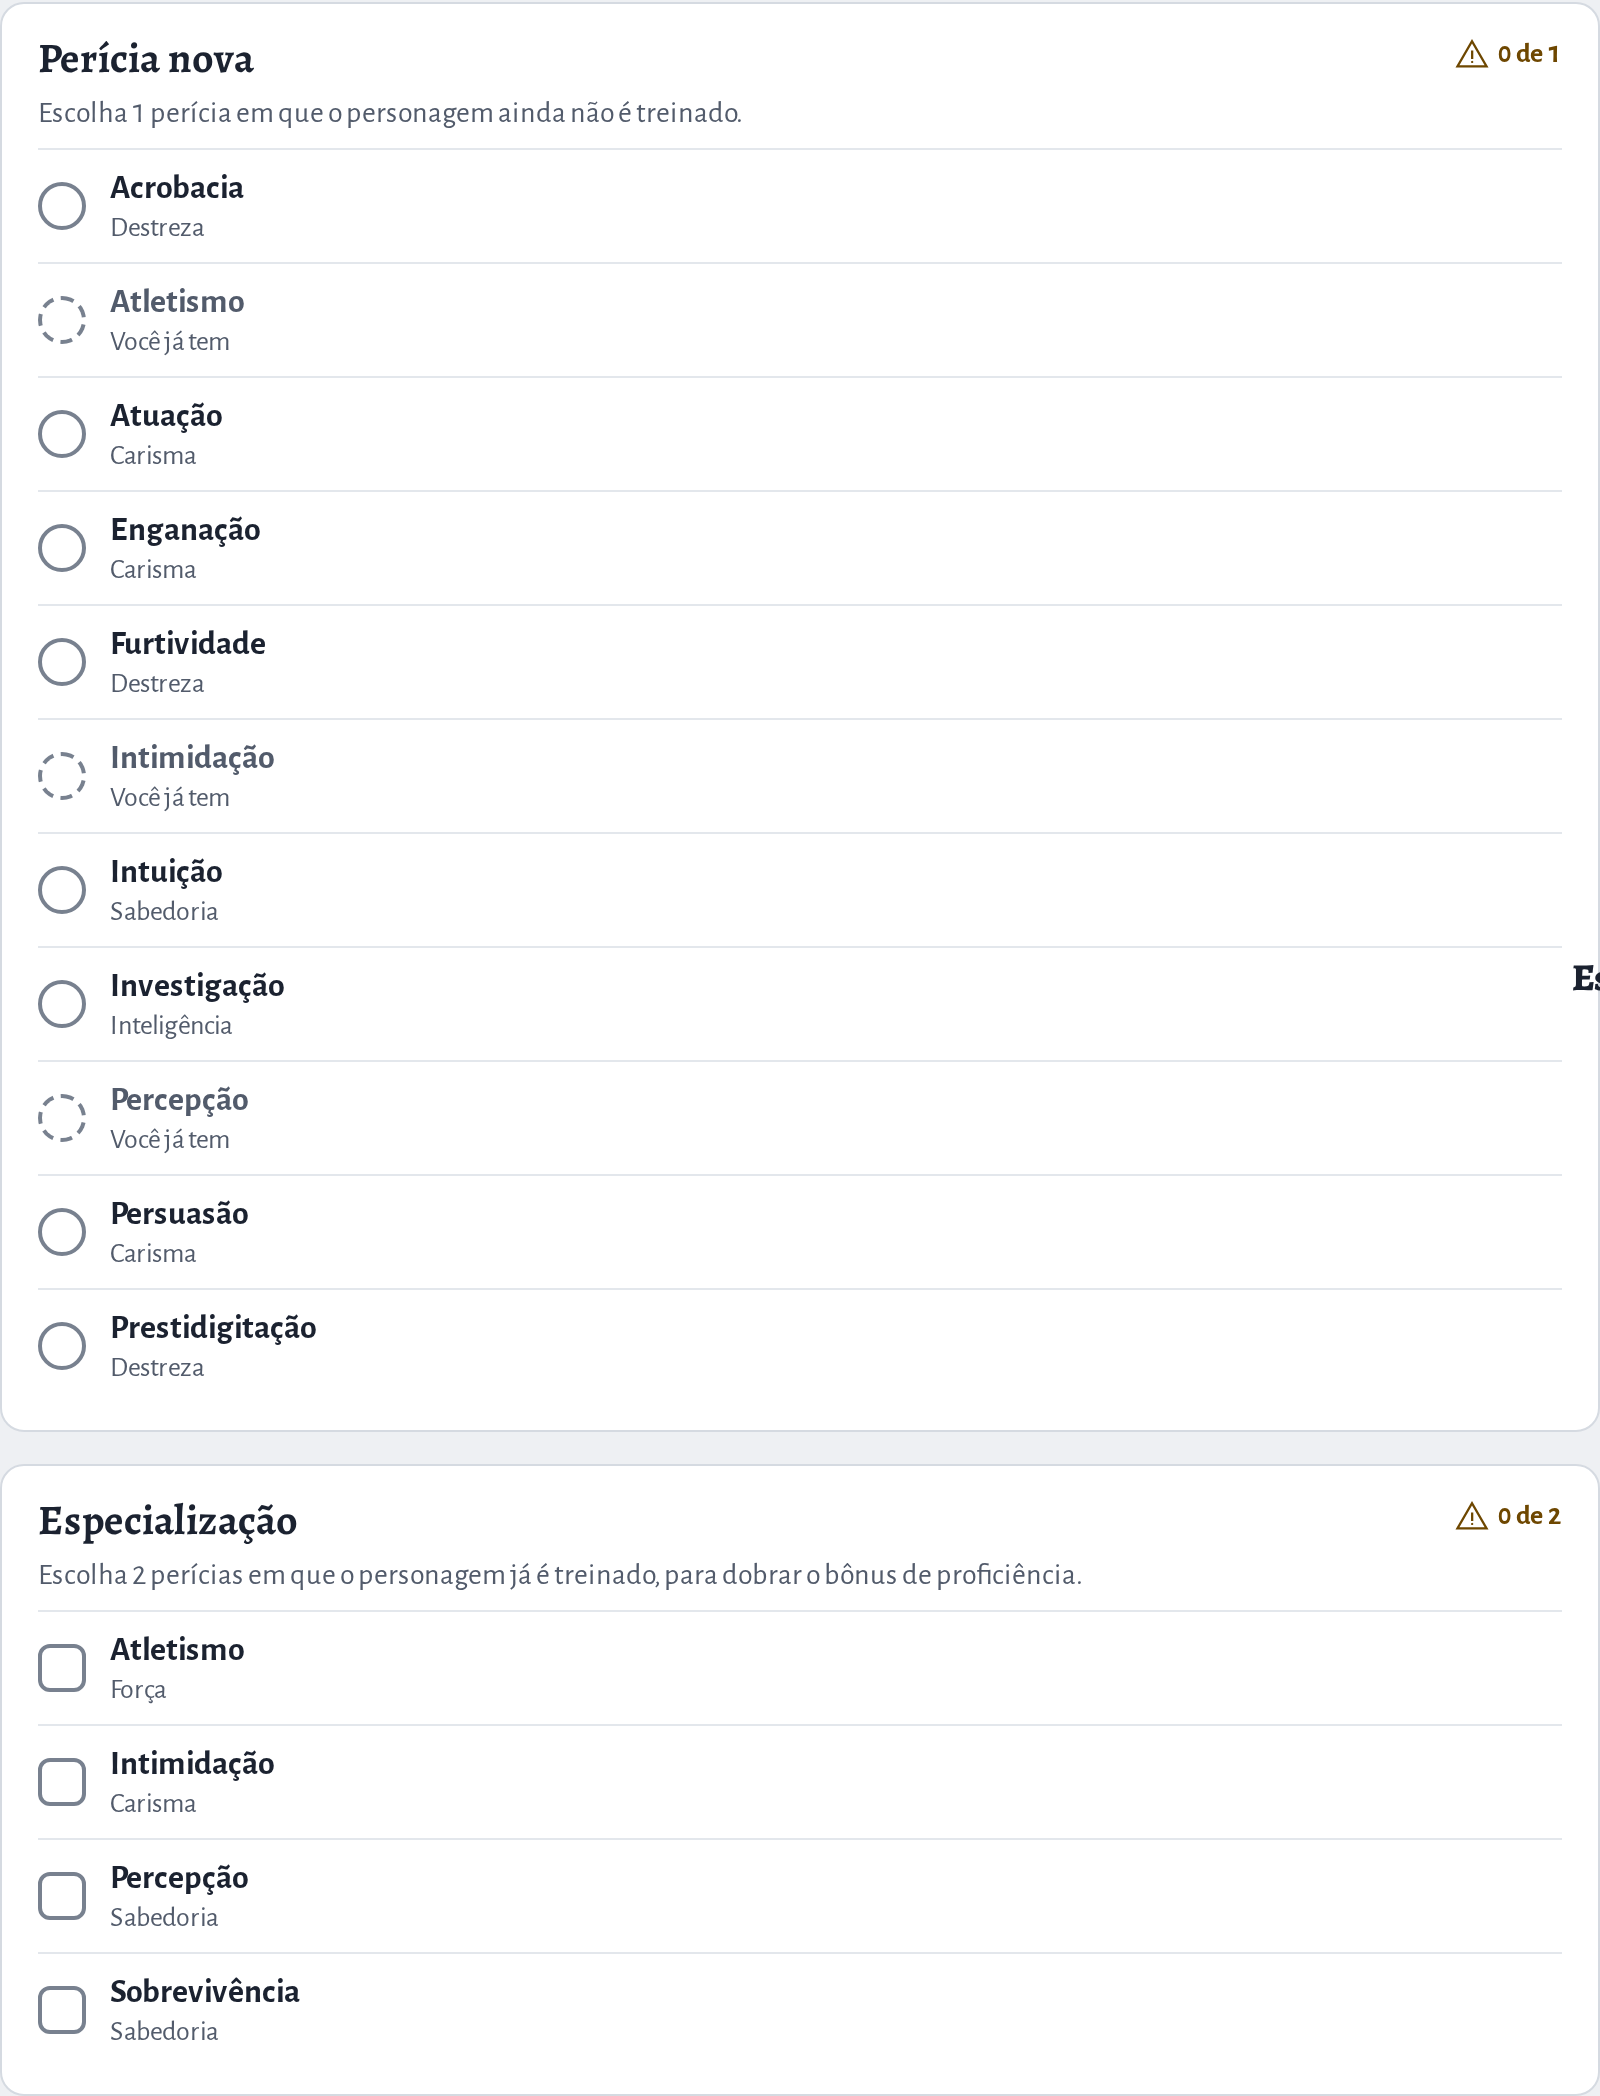 Perícia nova
0 de 1
Escolha 1 perícia em que o personagem ainda não é treinado.
Acrobacia
Destreza
Atletismo
Você já tem
Atuação
Carisma
Enganação
Carisma
Furtividade
Destreza
Intimidação
Você já tem
Intuição
Sabedoria
Investigação
Inteligência
Percepção
Você já tem
Persuasão
Carisma
Prestidigitação
Destreza
Especialização
0 de 2
Escolha 2 perícias em que o personagem já é treinado, para dobrar o bônus de proficiência.
Atletismo
Força
Intimidação
Carisma
Percepção
Sabedoria
Sobrevivência
Sabedoria